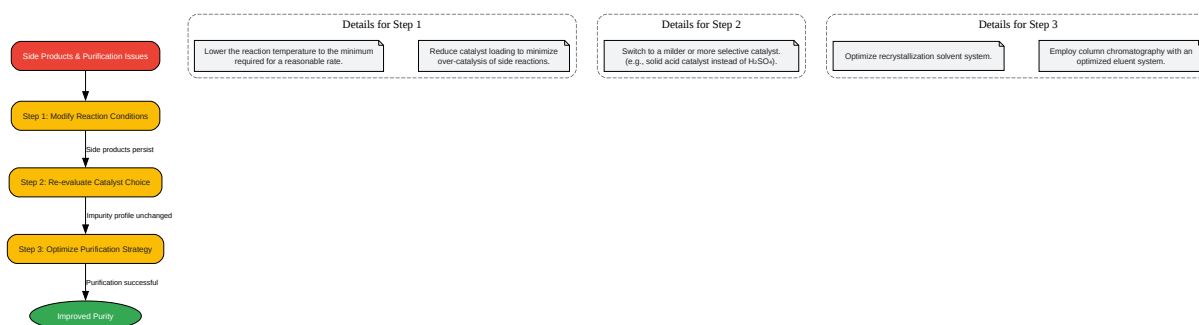 Side Products & Purification Issues
Step 1: Modify Reaction Conditions
Side products persist
Step 2: Re-evaluate Catalyst Choice
Impurity profile unchanged
Step 3: Optimize Purification Strategy
Purification successful
Improved Purity
Details for Step 1
Lower the reaction temperature to the minimum
required for a reasonable rate.
Reduce catalyst loading to minimize
over-catalysis of side reactions.
Details for Step 2
Switch to a milder or more selective catalyst.
(e.g., solid acid catalyst instead of H₂SO₄).
Details for Step 3
Optimize recrystallization solvent system.
Employ column chromatography with an
optimized eluent system.